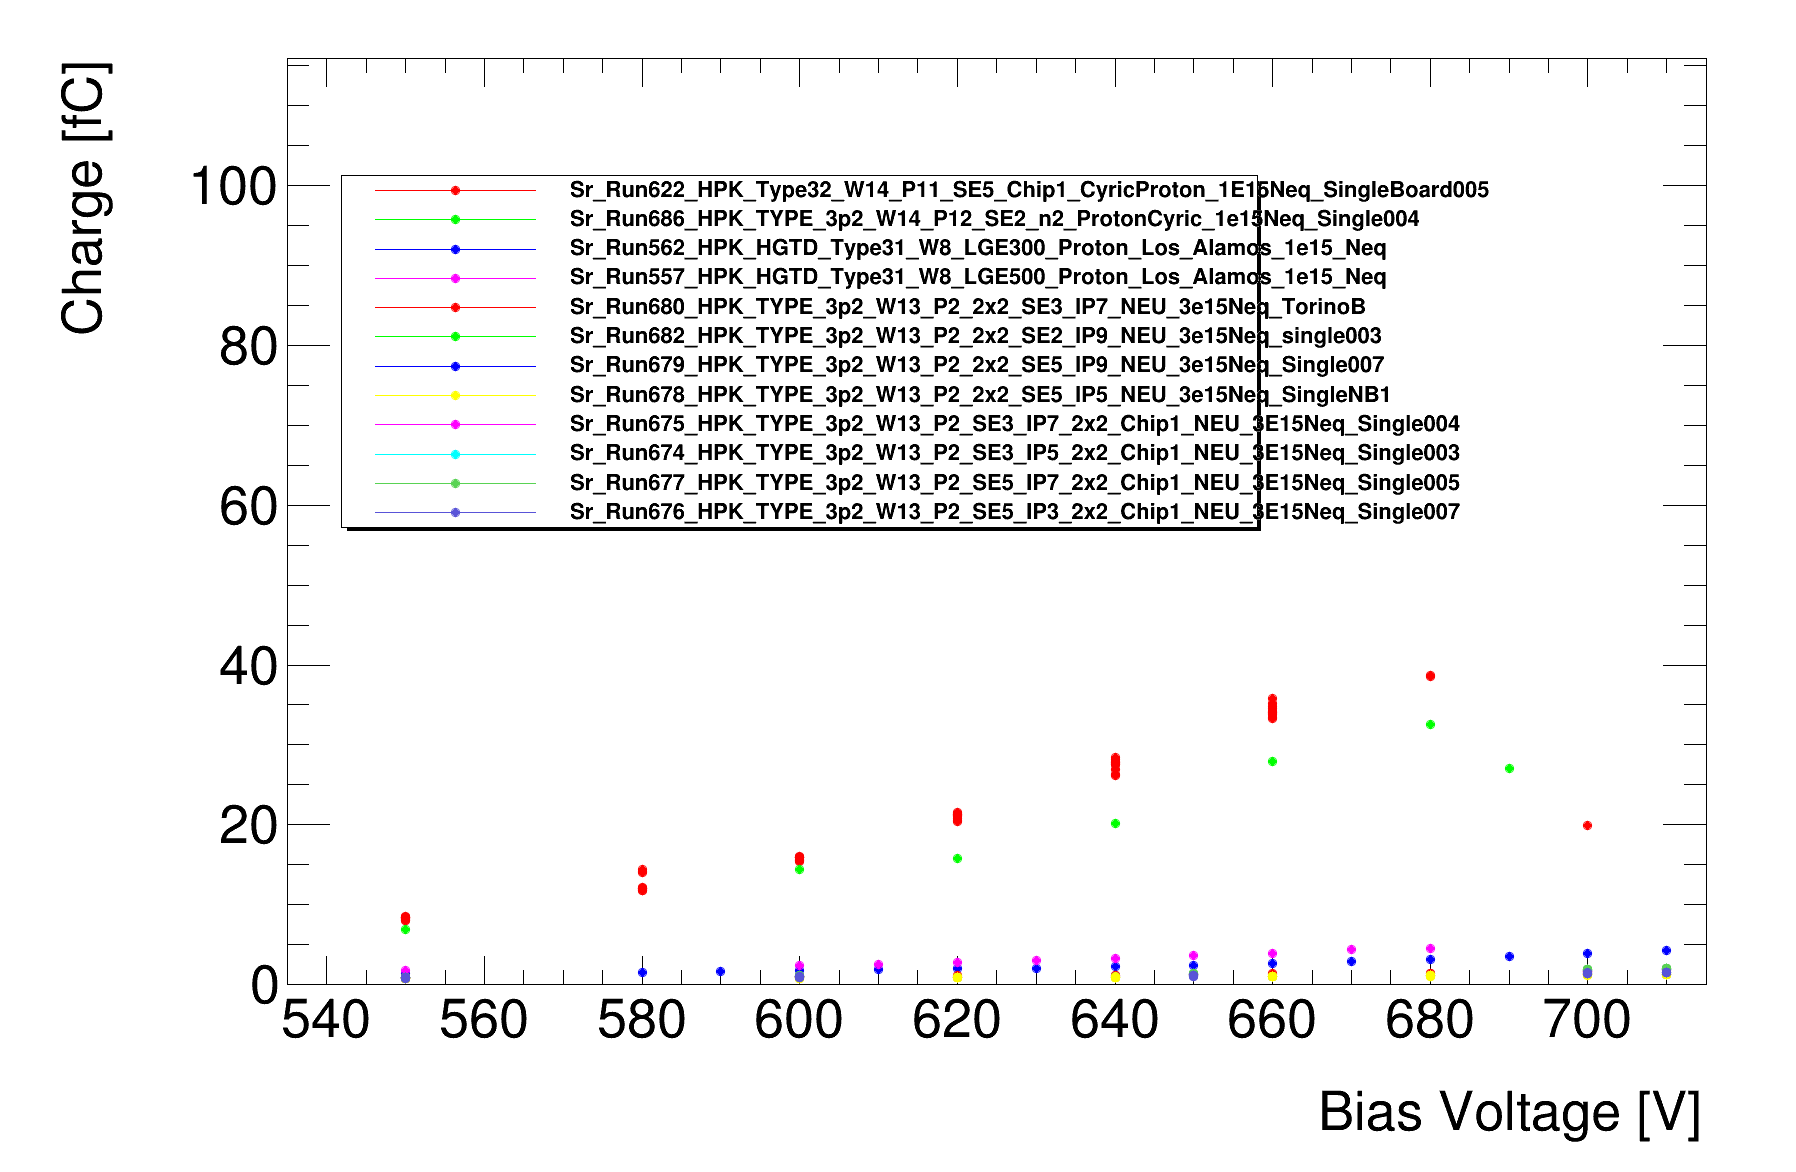 Charge [fC]
100
80
60
40
20
0
Sr_Run622_HPK_Type32_W14_P11_SE5_Chip1_CyricProton_1E15Neq_SingleBoard005
Sr_Run686_HPK_TYPE_3p2_W14_P12_SE2_n2_ProtonCyric_1e15Neq_Single004
Sr_Run562_HPK_HGTD_Type31_W8_LGE300_Proton_Los_Alamos_1e15_Neq
Sr_Run557_HPK_HGTD_Type31_W8_LGE500_Proton_Los_Alamos_1e15_Neq
Sr_Run680_HPK_TYPE_3p2_W13_P2_2x2_SE3_IP7_NEU_3e15Neq_TorinoB
Sr_Run682_HPK_TYPE_3p2_W13_P2_2x2_SE2_IP9_NEU_3e15Neq_single003
Sr_Run679_HPK_TYPE_3p2_W13_P2_2x2_SE5_IP9_NEU_3e15Neq_Single007
Sr_Run678_HPK_TYPE_3p2_W13_P2_2x2_SE5_IP5_NEU_3e15Neq_SingleNB1
Sr_Run675_HPK_TYPE_3p2_W13_P2_SE3_IP7_2x2_Chip1_NEU_3E15Neq_Single004
Sr_Run674_HPK_TYPE_3p2_W13_P2_SE3_IP5_2x2_Chip1_NEU_3E15Neq_Single003
Sr_Run677_HPK_TYPE_3p2_W13_P2_SE5_IP7_2x2_Chip1_NEU_3E15Neq_Single005
Sr_Run676_HPK_TYPE_3p2_W13_P2_SE5_IP3_2x2_Chip1_NEU_3E15Neq_Single007
540 560 580 600 620 640 660 680 700
Bias Voltage [V]